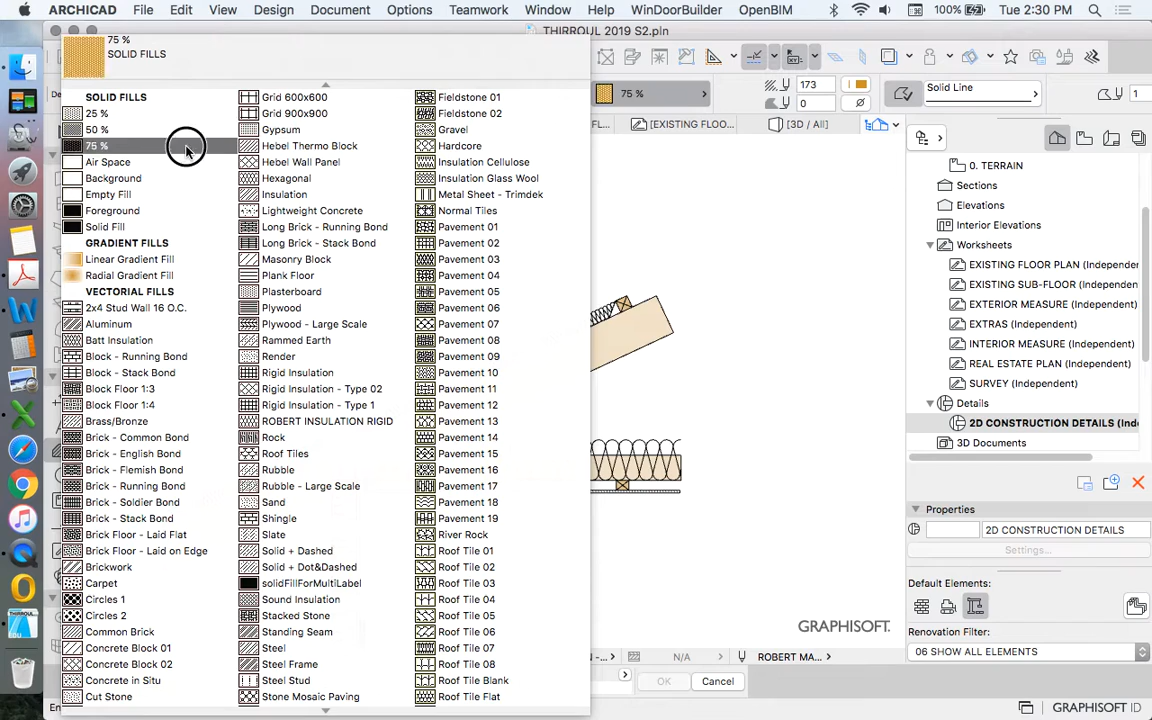 ARCHICAD File Edit View Design Document Options Teamwork Window Help WinDoorBuilder OpenBIM 100% Tue 2:30 PM
THIRROUL 2019 S2.pln
75 %
SOLID FILLS
75 %
173
0
Solid Line
1
[EXISTING FLOO...
[3D / All]
SOLID FILLS
25 %
50 %
75 %
Air Space
Background
Empty Fill
Foreground
Solid Fill
GRADIENT FILLS
Linear Gradient Fill
Radial Gradient Fill
VECTORIAL FILLS
2x4 Stud Wall 16 O.C.
Aluminum
Batt Insulation
Block - Running Bond
Block - Stack Bond
Block Floor 1:3
Block Floor 1:4
Brass/Bronze
Brick - Common Bond
Brick - English Bond
Brick - Flemish Bond
Brick - Running Bond
Brick - Soldier Bond
Brick - Stack Bond
Brick Floor - Laid Flat
Brick Floor - Laid on Edge
Brickwork
Carpet
Circles 1
Circles 2
Common Brick
Concrete Block 01
Concrete Block 02
Concrete in Situ
Cut Stone
Grid 600x600
Grid 900x900
Gypsum
Hebel Thermo Block
Hebel Wall Panel
Hexagonal
Insulation
Lightweight Concrete
Long Brick - Running Bond
Long Brick - Stack Bond
Masonry Block
Plank Floor
Plasterboard
Plywood
Plywood - Large Scale
Rammed Earth
Render
Rigid Insulation
Rigid Insulation - Type 02
Rigid Insulation - Type 1
ROBERT INSULATION RIGID
Rock
Roof Tiles
Rubble
Rubble - Large Scale
Sand
Shingle
Slate
Solid + Dashed
Solid + Dot&Dashed
solidFillForMultiLabel
Sound Insulation
Stacked Stone
Standing Seam
Steel
Steel Frame
Steel Stud
Stone Mosaic Paving
Fieldstone 01
Fieldstone 02
Gravel
Hardcore
Insulation Cellulose
Insulation Glass Wool
Metal Sheet - Trimdek
Normal Tiles
Pavement 01
Pavement 02
Pavement 03
Pavement 04
Pavement 05
Pavement 06
Pavement 07
Pavement 08
Pavement 09
Pavement 10
Pavement 11
Pavement 12
Pavement 13
Pavement 14
Pavement 15
Pavement 16
Pavement 17
Pavement 18
Pavement 19
River Rock
Roof Tile 01
Roof Tile 02
Roof Tile 03
Roof Tile 04
Roof Tile 05
Roof Tile 06
Roof Tile 07
Roof Tile 08
Roof Tile Blank
Roof Tile Flat
0. TERRAIN
Sections
Elevations
Interior Elevations
Worksheets
EXISTING FLOOR PLAN (Independer
EXISTING SUB-FLOOR (Independer
EXTERIOR MEASURE (Independent
EXTRAS (Independent)
INTERIOR MEASURE (Independent)
REAL ESTATE PLAN (Independent)
SURVEY (Independent)
Details
2D CONSTRUCTION DETAILS (Ind
3D Documents
Properties
2D CONSTRUCTION DETAILS
Settings...
Default Elements:
Renovation Filter:
06 SHOW ALL ELEMENTS
GRAPHISOFT.
N/A
ROBERT MA...
OK
Cancel
GRAPHISOFT ID